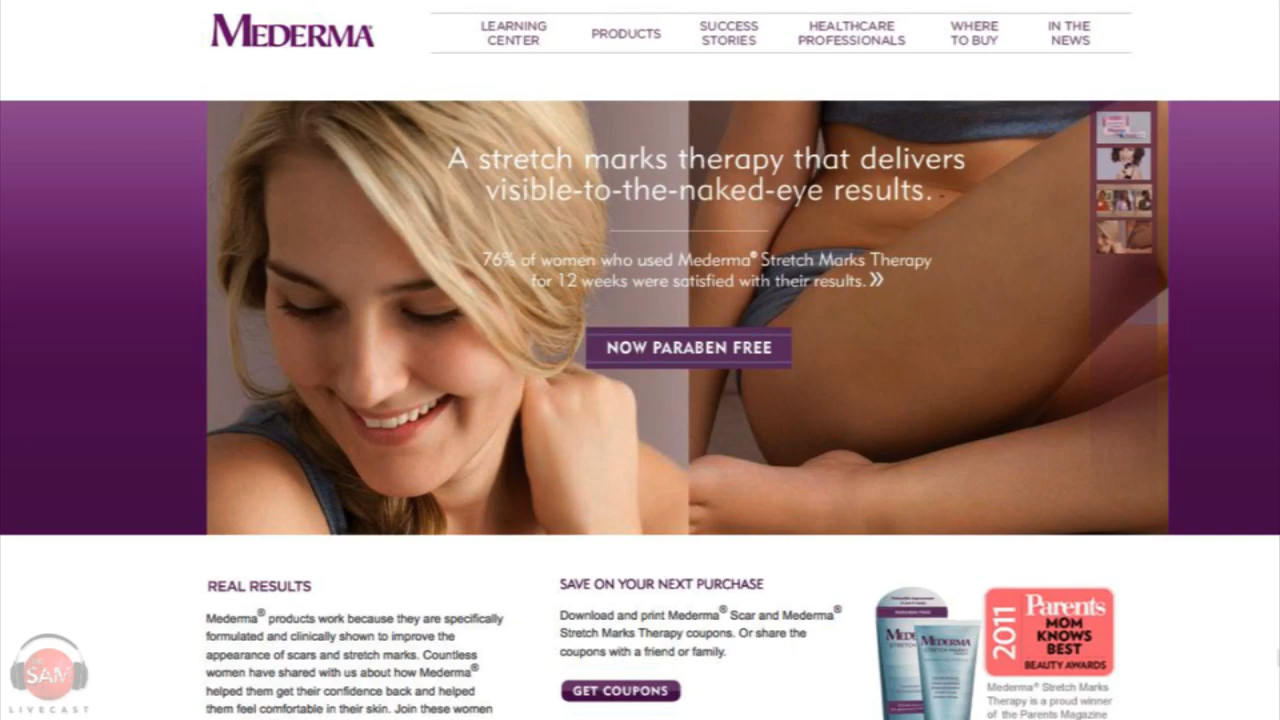 MEDERMA®
LEARNING CENTER
PRODUCTS
SUCCESS STORIES
HEALTHCARE PROFESSIONALS
WHERE TO BUY
IN THE NEWS
A stretch marks therapy that delivers
visible-to-the-naked-eye results.
76% of women who used Mederma® Stretch Marks Therapy
for 12 weeks were satisfied with their results. »
NOW PARABEN FREE
REAL RESULTS
Mederma® products work because they are specifically
formulated and clinically shown to improve the
appearance of scars and stretch marks. Countless
women have shared with us about how Mederma®
helped them get their confidence back and helped
them feel comfortable in their skin. Join these women
SAVE ON YOUR NEXT PURCHASE
Download and print Mederma® Scar and Mederma®
Stretch Marks Therapy coupons. Or share the
coupons with a friend or family.
GET COUPONS
MEDERMA
2011
Parents
MOM
KNOWS
BEST
BEAUTY AWARDS
Mederma® Stretch Marks
Therapy is a proud winner
of the Parents Magazine
SAM
LIVECAST